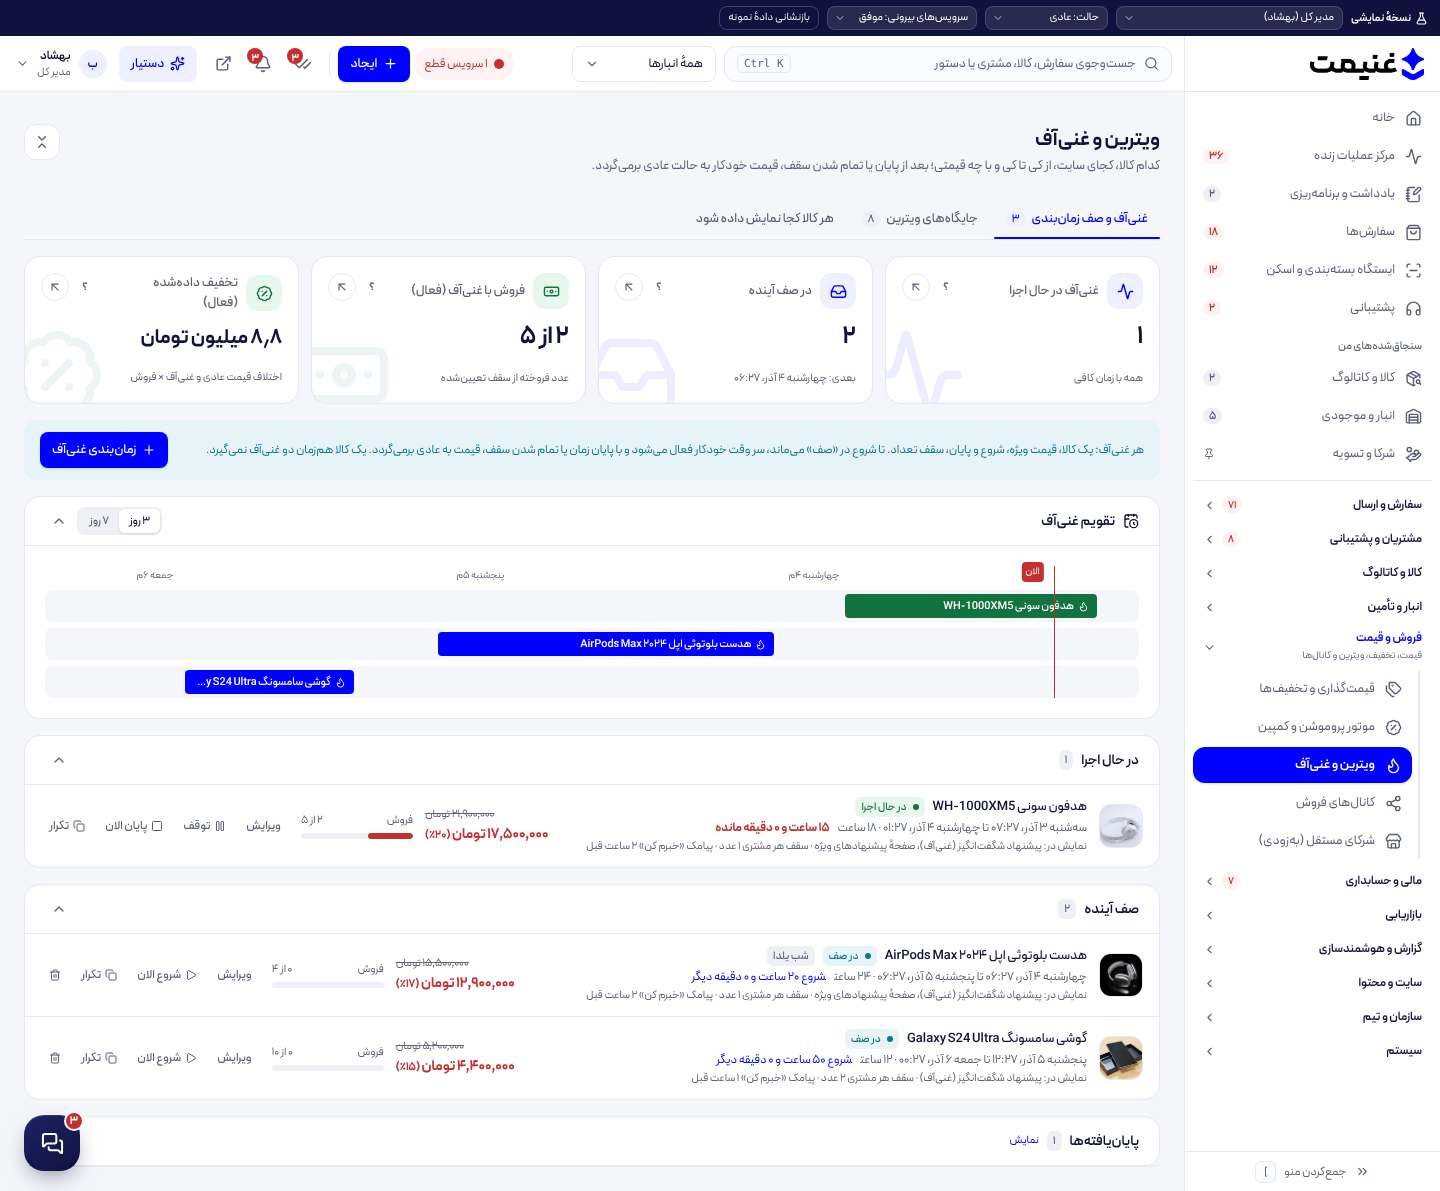 نسخهٔ نمایشی
مدیر کل (بهشاد)
حالت: عادی
سرویس‌های بیرونی: موفق
بازنشانی دادهٔ نمونه
غنیمت
جست‌وجوی سفارش، کالا، مشتری یا دستور
Ctrl K
همهٔ انبارها
۱ سرویس قطع
ایجاد
۳
۳
دستیار
ب
بهشاد
مدیر کل
خانه
مرکز عملیات زنده ۳۶
یادداشت و برنامه‌ریزی ۲
سفارش‌ها ۱۸
ایستگاه بسته‌بندی و اسکن ۱۲
پشتیبانی ۲
سنجاق‌شده‌های من
کالا و کاتالوگ ۲
انبار و موجودی ۵
شرکا و تسویه
سفارش و ارسال ۷۱
مشتریان و پشتیبانی ۸
کالا و کاتالوگ
انبار و تأمین
فروش و قیمت
قیمت، تخفیف، ویترین و کانال‌ها
قیمت‌گذاری و تخفیف‌ها
موتور پروموشن و کمپین
ویترین و غنی‌آف
کانال‌های فروش
شرکای مستقل (به‌زودی)
مالی و حسابداری ۷
بازاریابی
گزارش و هوشمندسازی
سایت و محتوا
سازمان و تیم
سیستم
جمع‌کردن منو
[
ویترین و غنی‌آف
کدام کالا، کجای سایت، از کی تا کی و با چه قیمتی؛ بعد از پایان یا تمام شدن سقف، قیمت خودکار به حالت عادی برمی‌گردد.
غنی‌آف و صف زمان‌بندی ۳
جایگاه‌های ویترین ۸
هر کالا کجا نمایش داده شود
غنی‌آف در حال اجرا ؟
۱
همه با زمان کافی
در صف آینده ؟
۲
بعدی: چهارشنبه ۴ آذر، ۰۶:۲۷
فروش با غنی‌آف (فعال) ؟
۲ از ۵
عدد فروخته از سقف تعیین‌شده
تخفیف داده‌شده (فعال) ؟
۸٫۸ میلیون تومان
اختلاف قیمت عادی و غنی‌آف × فروش
هر غنی‌آف: یک کالا، قیمت ویژه، شروع و پایان، سقف تعداد. تا شروع در «صف» می‌ماند، سر وقت خودکار فعال می‌شود و با پایان زمان یا تمام شدن سقف، قیمت به عادی برمی‌گردد. یک کالا هم‌زمان دو غنی‌آف نمی‌گیرد.
زمان‌بندی غنی‌آف
تقویم غنی‌آف
۳ روز
۷ روز
الان
چهارشنبه ۴م
پنجشنبه ۵م
جمعه ۶م
هدفون سونی WH-1000XM5
هدست بلوتوثی اپل AirPods Max ۲۰۲۴
گوشی سامسونگ y S24 Ultra...
در حال اجرا ۱
هدفون سونی WH-1000XM5 در حال اجرا
سه‌شنبه ۳ آذر، ۰۷:۲۷ تا چهارشنبه ۴ آذر، ۰۱:۲۷ · ۱۸ ساعت ۱۵ ساعت و ۰ دقیقه مانده
نمایش در: پیشنهاد شگفت‌انگیز (غنی‌آف)، صفحهٔ پیشنهادهای ویژه · سقف هر مشتری ۱ عدد · پیامک «خبرم کن» ۲ ساعت قبل
۲۱,۹۰۰,۰۰۰ تومان
۱۷,۵۰۰,۰۰۰ تومان (۲۰٪)
فروش ۲ از ۵
ویرایش
توقف
پایان الان
تکرار
صف آینده ۲
هدست بلوتوثی اپل AirPods Max ۲۰۲۴ در صف شب یلدا
چهارشنبه ۴ آذر، ۰۶:۲۷ تا پنجشنبه ۵ آذر، ۰۶:۲۷ · ۲۴ ساعت شروع ۲۰ ساعت و ۰ دقیقه دیگر
نمایش در: پیشنهاد شگفت‌انگیز (غنی‌آف)، صفحهٔ پیشنهادهای ویژه · سقف هر مشتری ۱ عدد · پیامک «خبرم کن» ۲ ساعت قبل
۱۵,۵۰۰,۰۰۰ تومان
۱۲,۹۰۰,۰۰۰ تومان (۱۷٪)
فروش ۰ از ۴
ویرایش
شروع الان
تکرار
گوشی سامسونگ Galaxy S24 Ultra در صف
پنجشنبه ۵ آذر، ۱۲:۲۷ تا جمعه ۶ آذر، ۰۰:۲۷ · ۱۲ ساعت شروع ۵۰ ساعت و ۰ دقیقه دیگر
نمایش در: پیشنهاد شگفت‌انگیز (غنی‌آف) · سقف هر مشتری ۲ عدد · پیامک «خبرم کن» ۱ ساعت قبل
۵,۲۰۰,۰۰۰ تومان
۴,۴۰۰,۰۰۰ تومان (۱۵٪)
فروش ۰ از ۱۰
ویرایش
شروع الان
تکرار
پایان‌یافته‌ها ۱ نمایش
۳